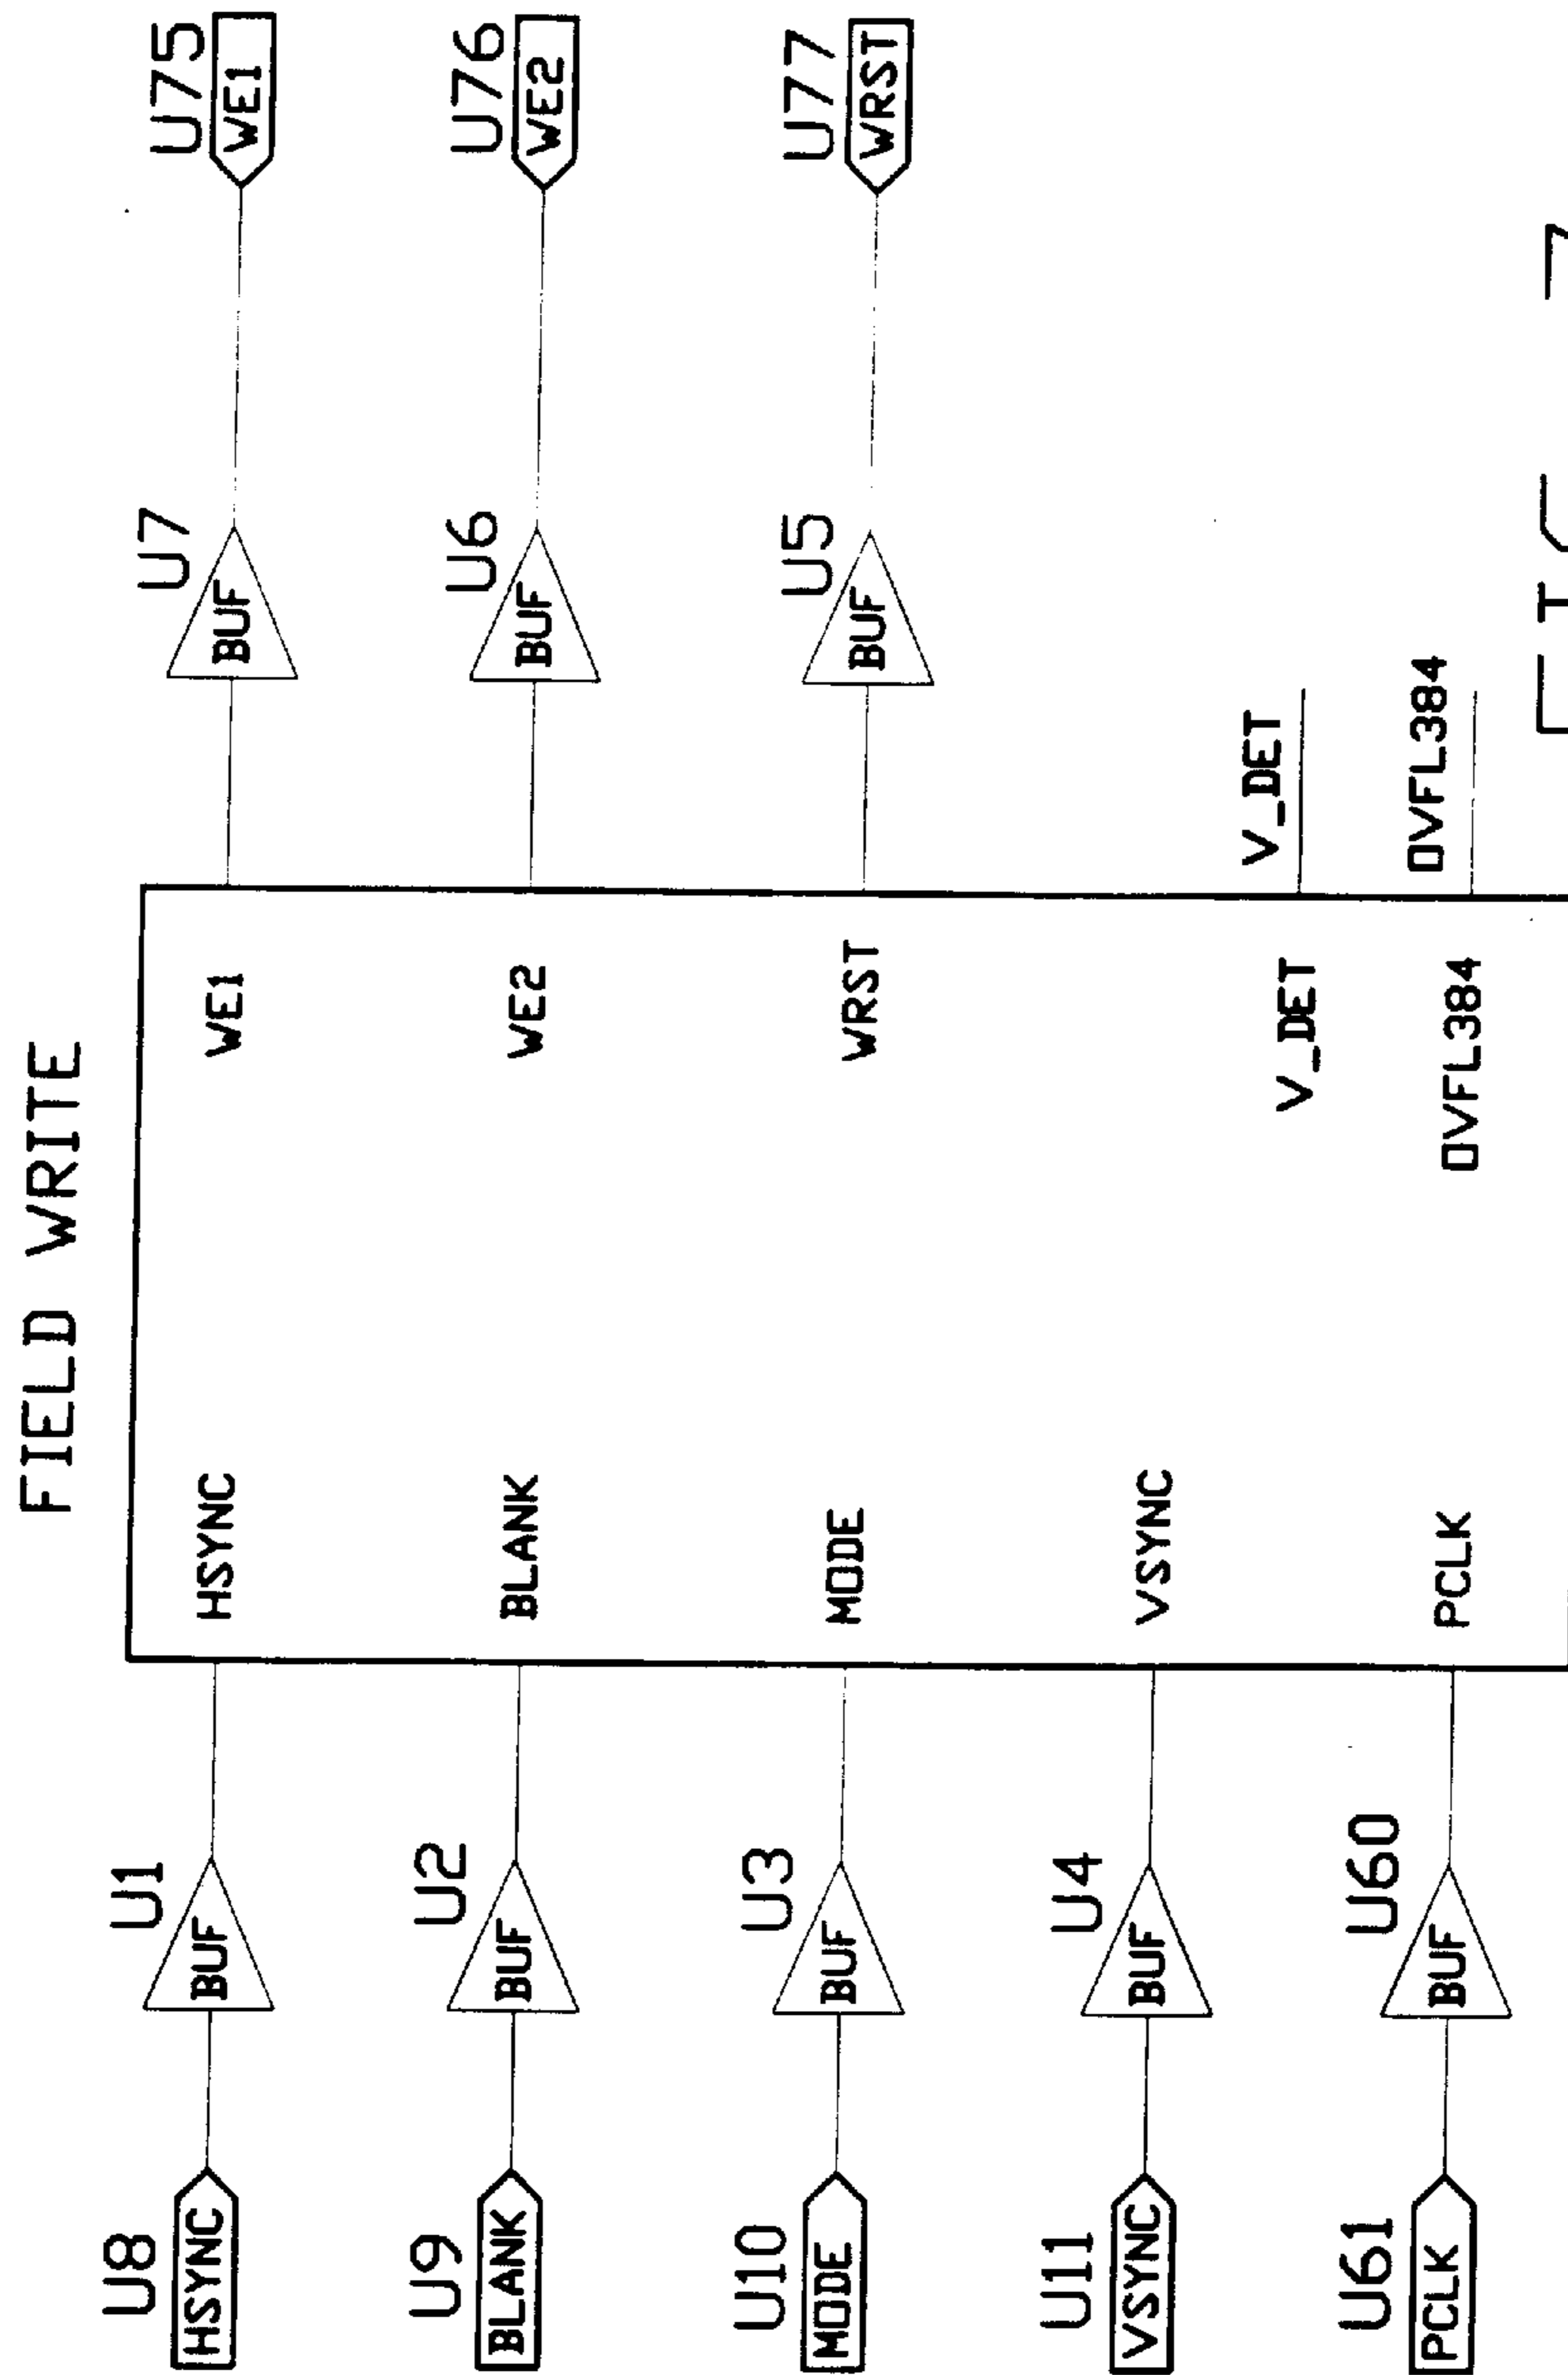 FIELD WRITE
U8
HSYNC
U1
BUF
HSYNC
WE1
U7
BUF
U75
WE1
U9
BLANK
U2
BUF
BLANK
WE2
U6
BUF
U76
WE2
U10
MODE
U3
BUF
MODE
WRST
U5
BUF
U77
WRST
U11
VSYNC
U4
BUF
VSYNC
V_DET
V_DET
U61
PCLK
U60
BUF
PCLK
OVFL384
OVFL384